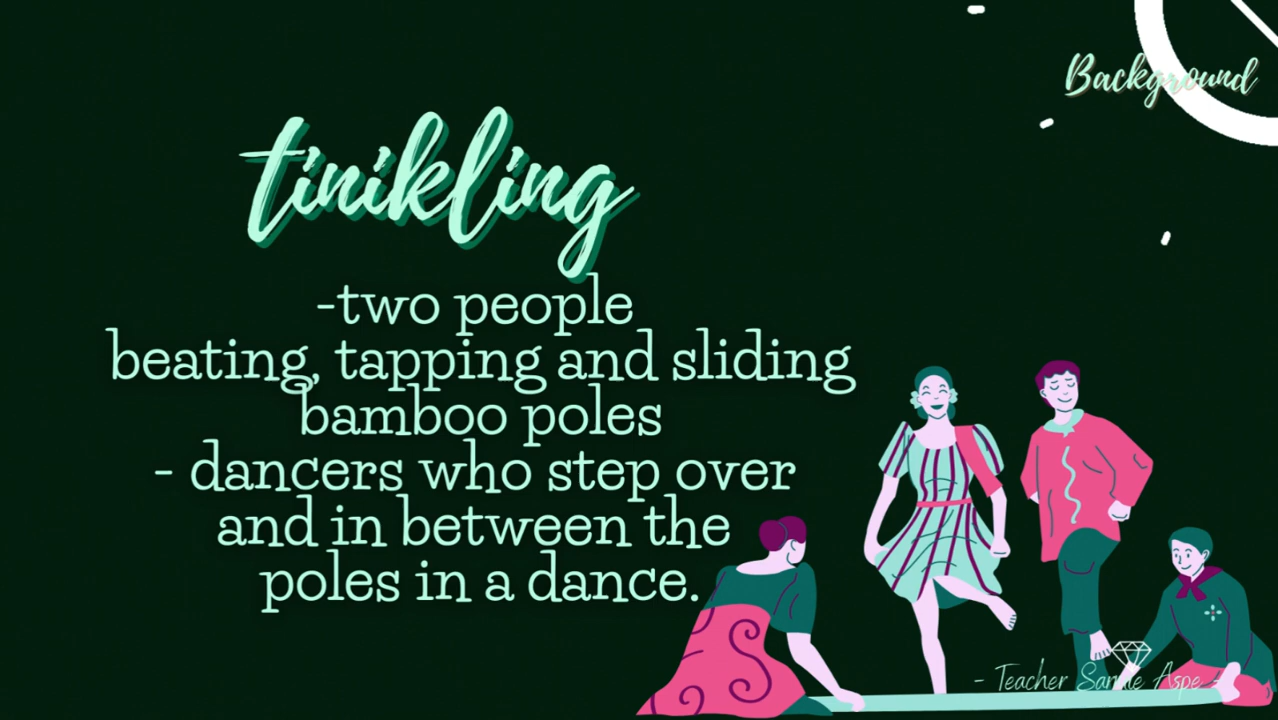 Background
tinikling
-two people
beating, tapping and sliding
bamboo poles
- dancers who step over
and in between the
poles in a dance.
- Teacher Aspe -